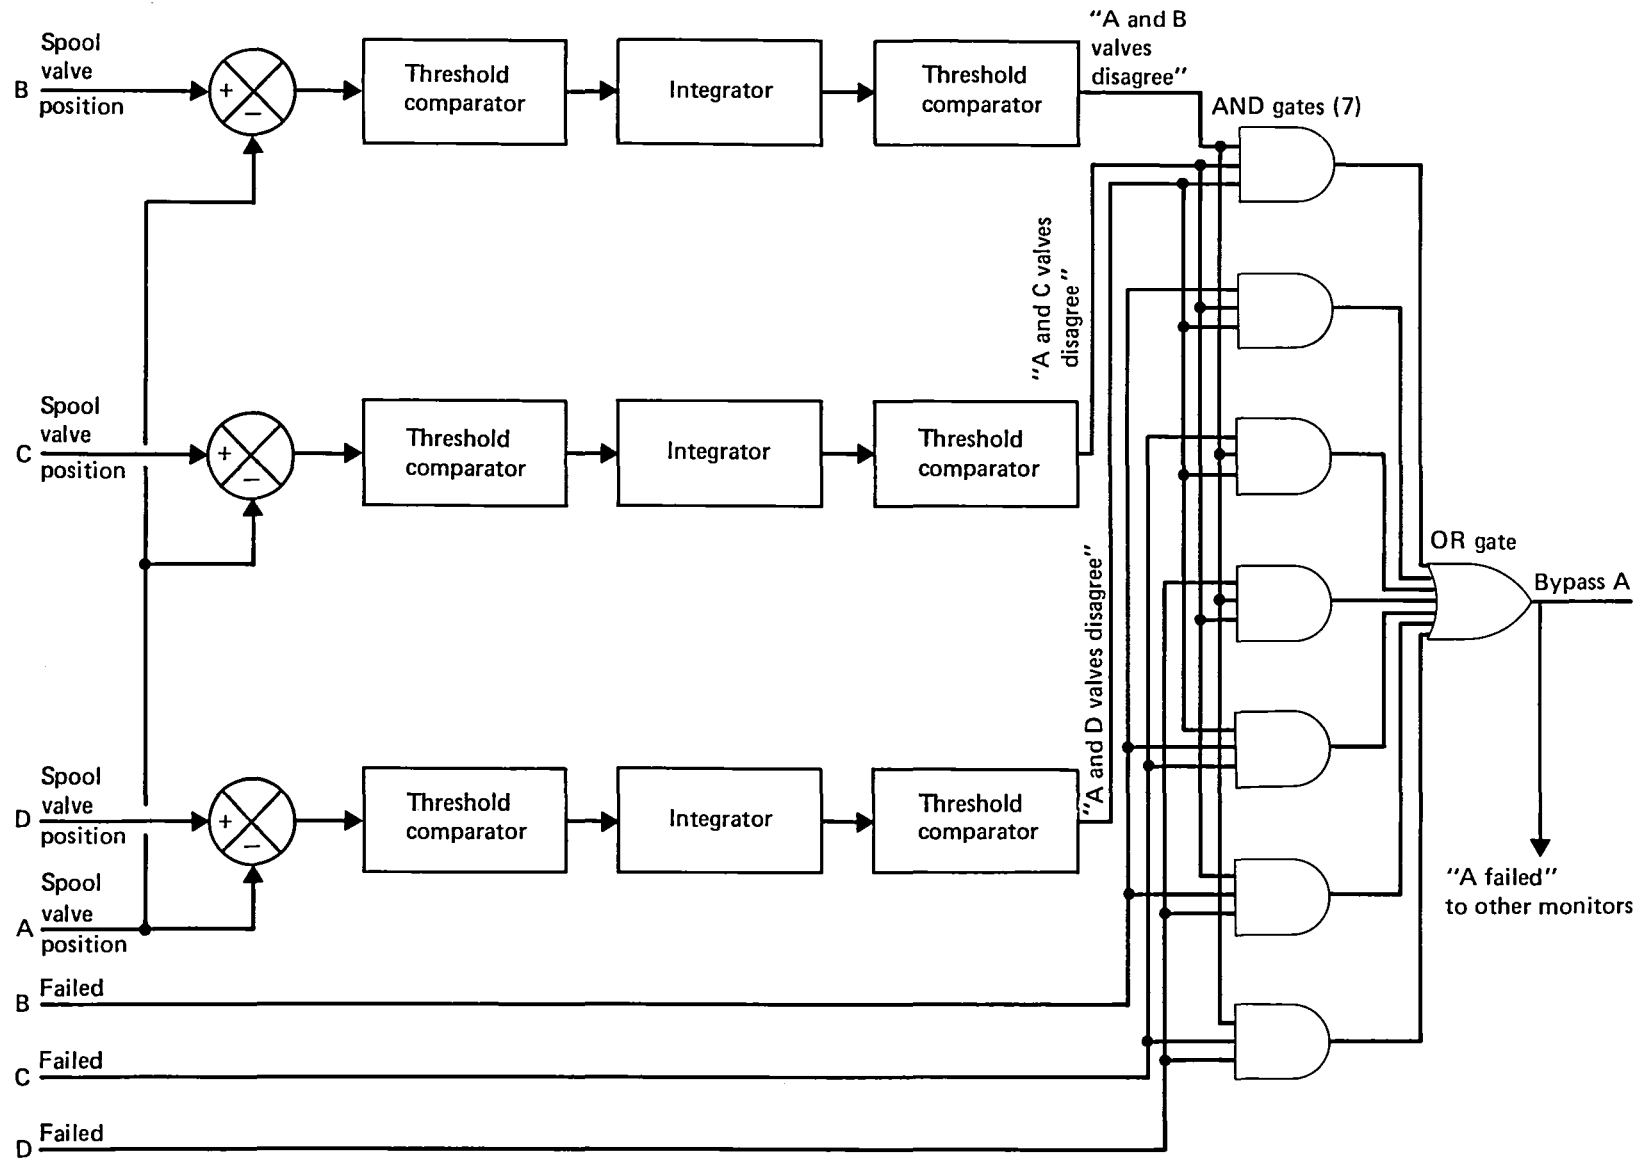 "A and B
valves
disagree"
Spool
valve
B
position
+
−
Threshold
comparator
Integrator
Threshold
comparator
AND gates (7)
"A and C valves
disagree"
Spool
valve
C
position
+
−
Threshold
comparator
Integrator
Threshold
comparator
OR gate
Bypass A
"A and D valves disagree"
Spool
valve
D
position
+
−
Threshold
comparator
Integrator
Threshold
comparator
Spool
valve
A
position
"A failed"
to other monitors
B Failed
C Failed
D Failed